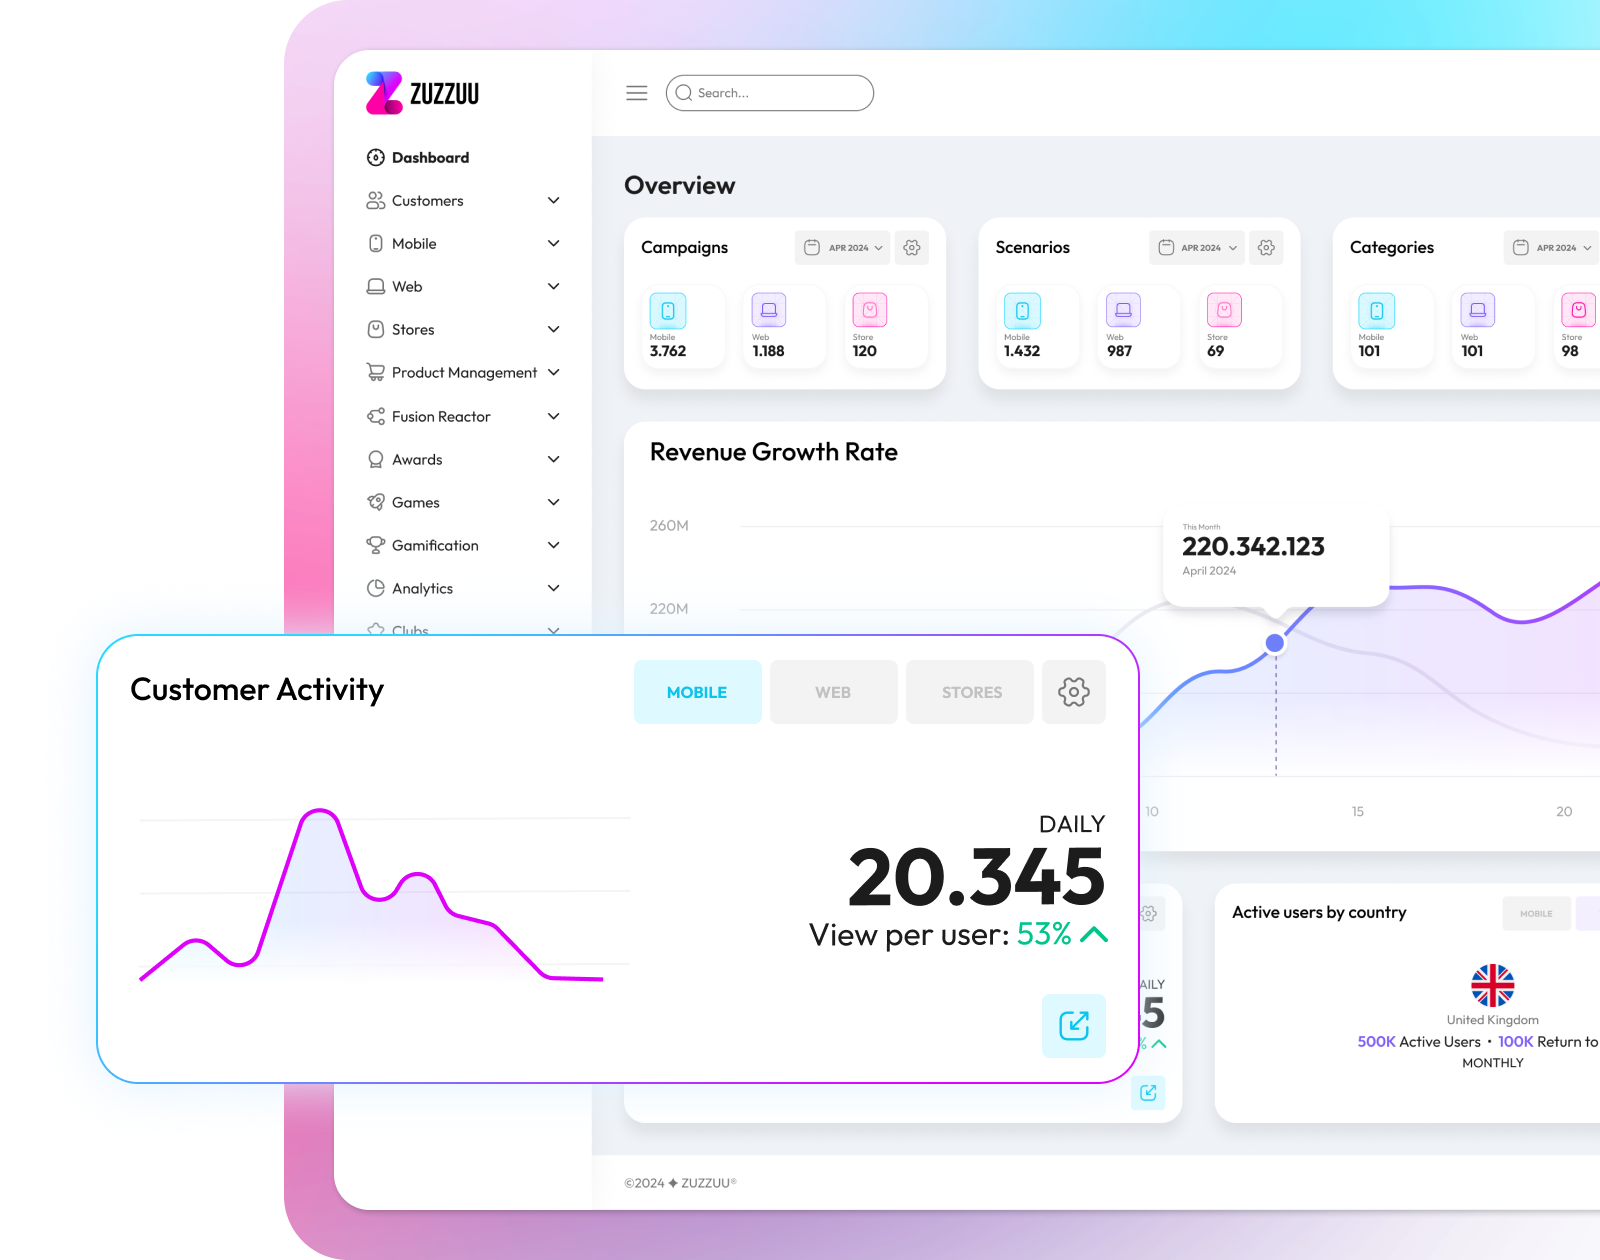 ZUZZUU
Search...
Dashboard
Customers
Mobile
Web
Stores
Product Management
Fusion Reactor
Awards
Games
Gamification
Analytics
Clubs
Overview
Campaigns
APR 2024
Mobile
3.762
Web
1.188
Store
120
Scenarios
APR 2024
Mobile
1.432
Web
987
Store
69
Categories
APR 2024
Mobile
101
Web
101
Store
98
Revenue Growth Rate
260M
220M
This Month
220.342.123
April 2024
10
15
20
Customer Activity
MOBILE
WEB
STORES
DAILY
20.345
View per user: 53%
AILY
5
%
Active users by country
MOBILE
United Kingdom
500K Active Users • 100K Return to
MONTHLY
©2024 ✦ ZUZZUU®